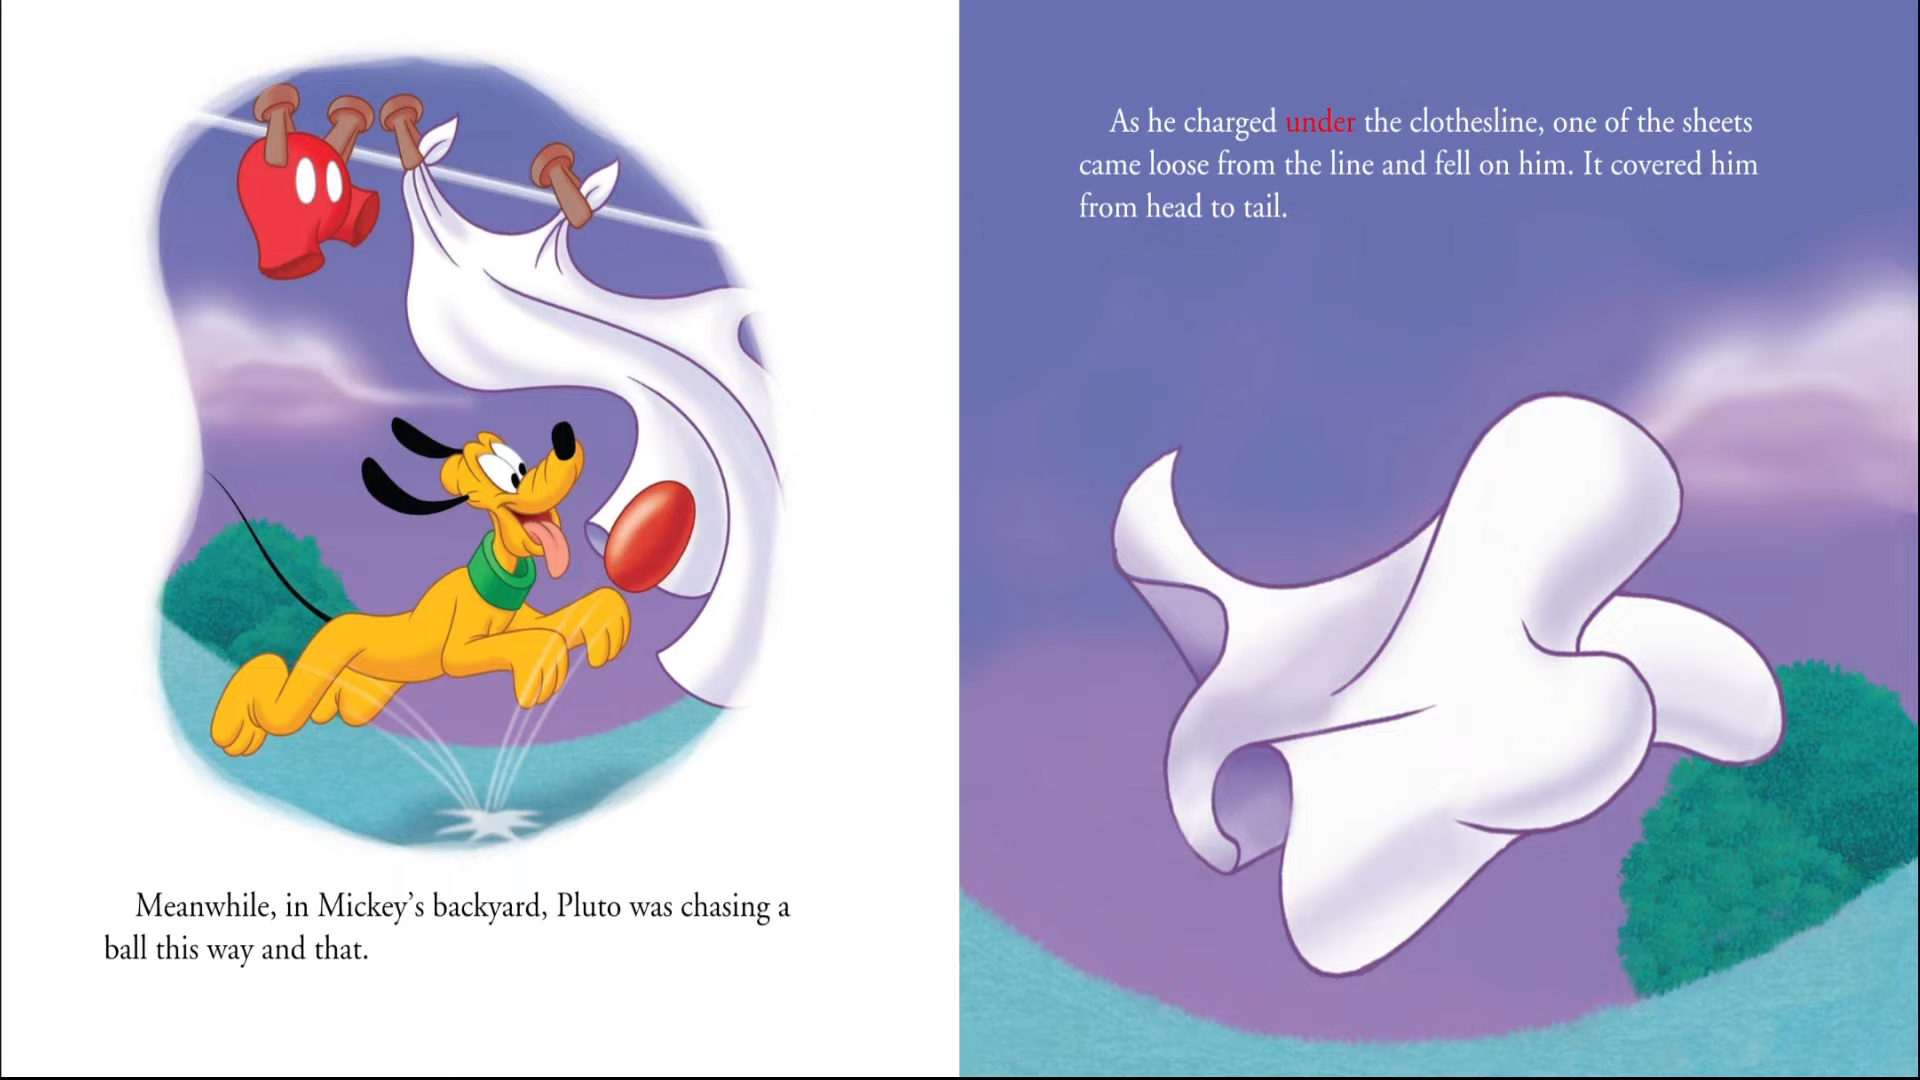 Meanwhile, in Mickey’s backyard, Pluto was chasing a
ball this way and that.
As he charged under the clothesline, one of the sheets
came loose from the line and fell on him. It covered him
from head to tail.